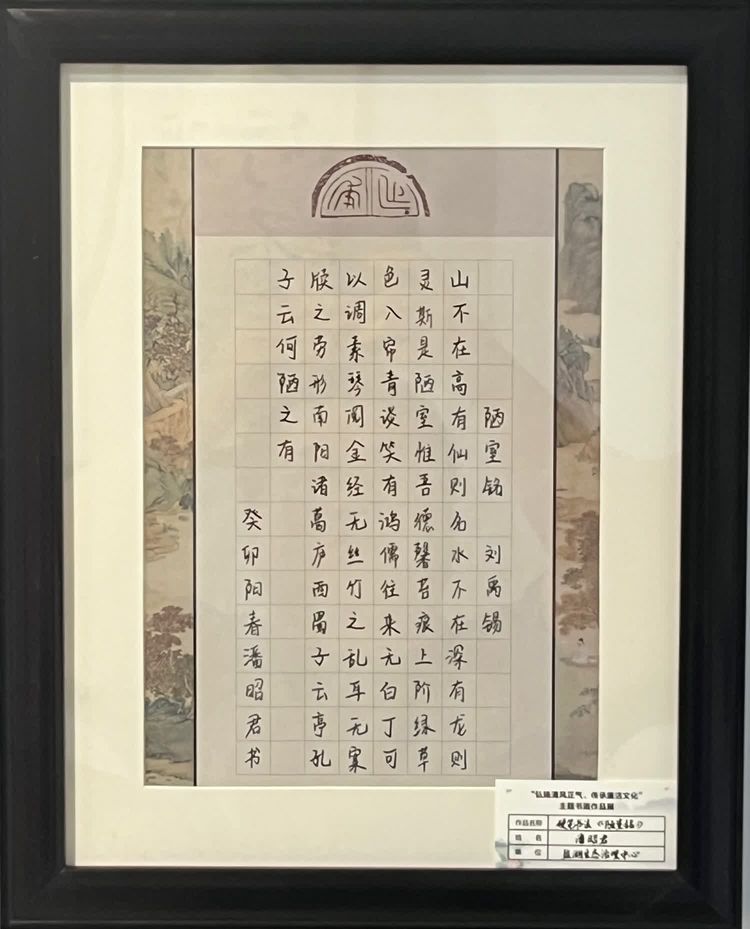 陋室铭 刘禹锡
山不在高有仙则名水不在深有龙则
灵斯是陋室惟吾德馨苔痕上阶绿草
色入帘青谈笑有鸿儒往来无白丁可
以调素琴阅金经无丝竹之乱耳无案
牍之劳形南阳诸葛庐西蜀子云亭孔
子云何陋之有
癸卯阳春潘昭君书
“弘扬清风正气、传承廉洁文化”
主题书画作品展
作品名称 硬笔书法《陋室铭》
姓名 潘昭君
单位 生态治理中心